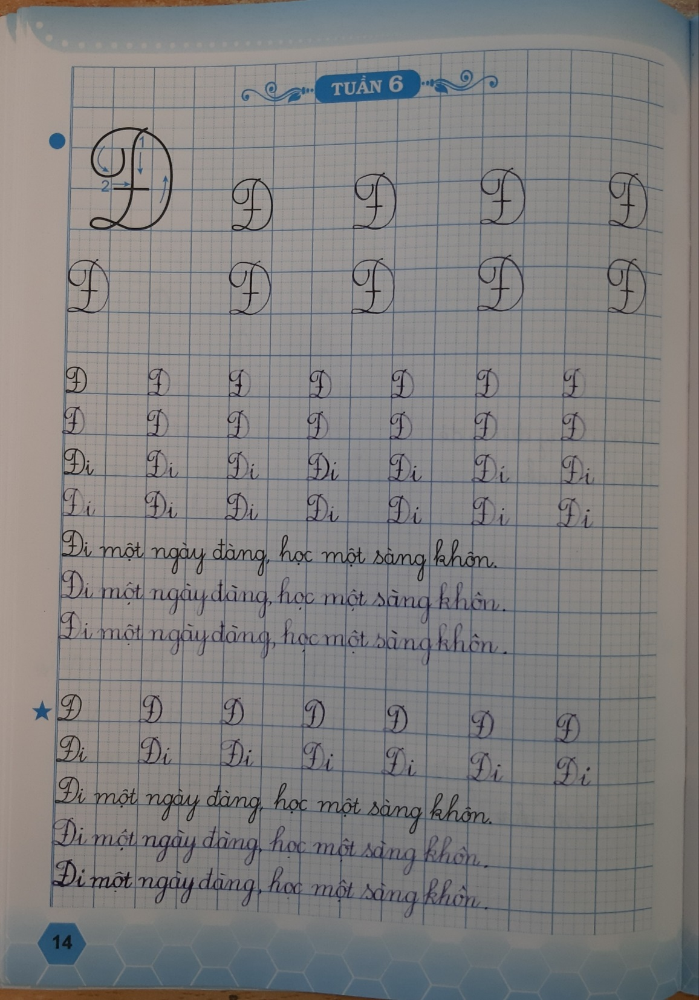 TUẦN 6
Đ 1 2 Đ Đ Đ Đ
Đ Đ Đ Đ Đ
Đ Đ Đ Đ Đ Đ Đ
Đ Đ Đ Đ Đ Đ Đ
Đi Đi Đi Đi Đi Đi Đi
Đi Đi Đi Đi Đi Đi Đi
Đi một ngày đàng, học một sàng khôn.
Đi một ngày đàng, học một sàng khôn.
Đi một ngày đàng, học một sàng khôn.
Đ Đ Đ Đ Đ Đ Đ
Đi Đi Đi Đi Đi Đi Đi
Đi một ngày đàng, học một sàng khôn.
Đi một ngày đàng, học một sàng khôn.
Đi một ngày đàng, học một sàng khôn.
14